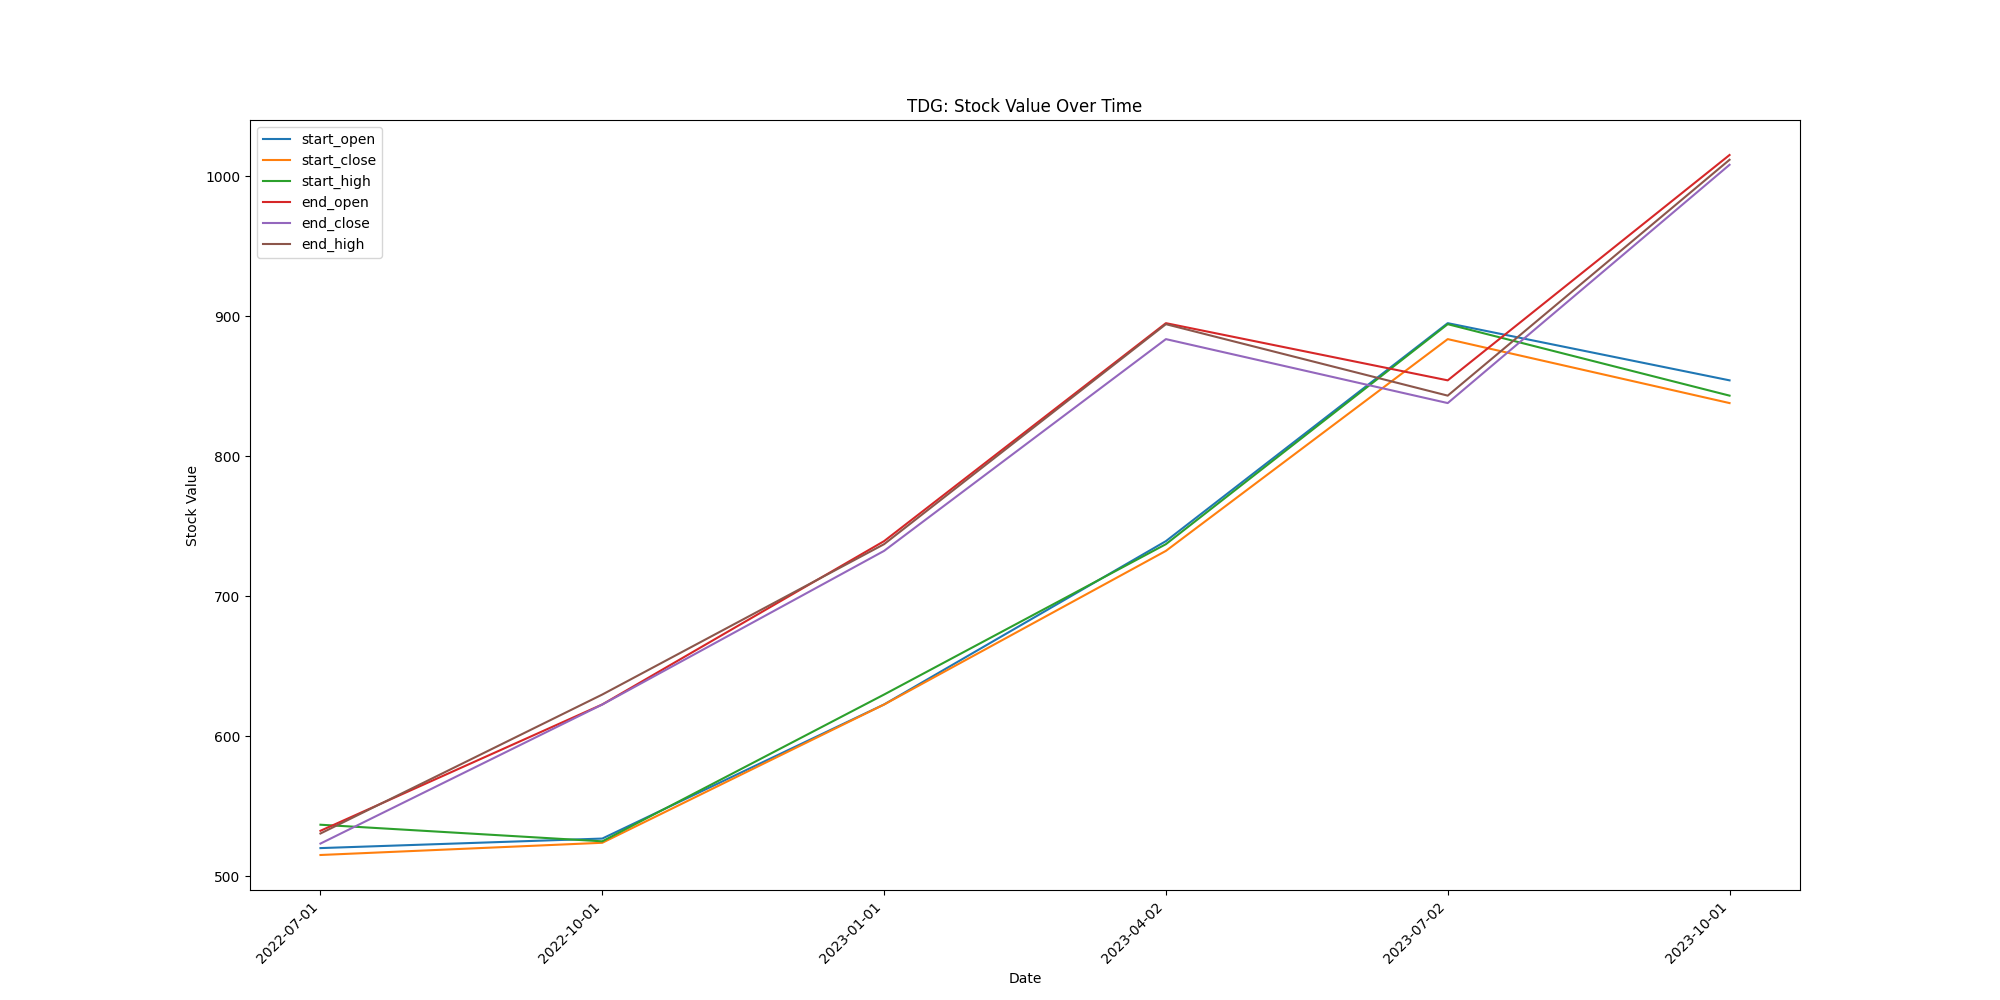 TDG: Stock Value Over Time
start_open
start_close
start_high
end_open
end_close
end_high
1000
900
800
700
600
500
Stock Value
2022-07-01
2022-10-01
2023-01-01
2023-04-02
2023-07-02
2023-10-01
Date